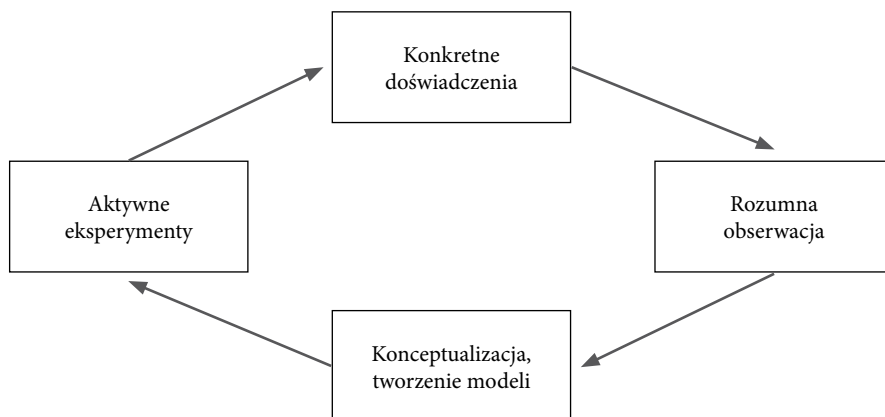 Konkretne
doświadczenia
Aktywne
eksperymenty
Rozumna
obserwacja
Konceptualizacja,
tworzenie modeli